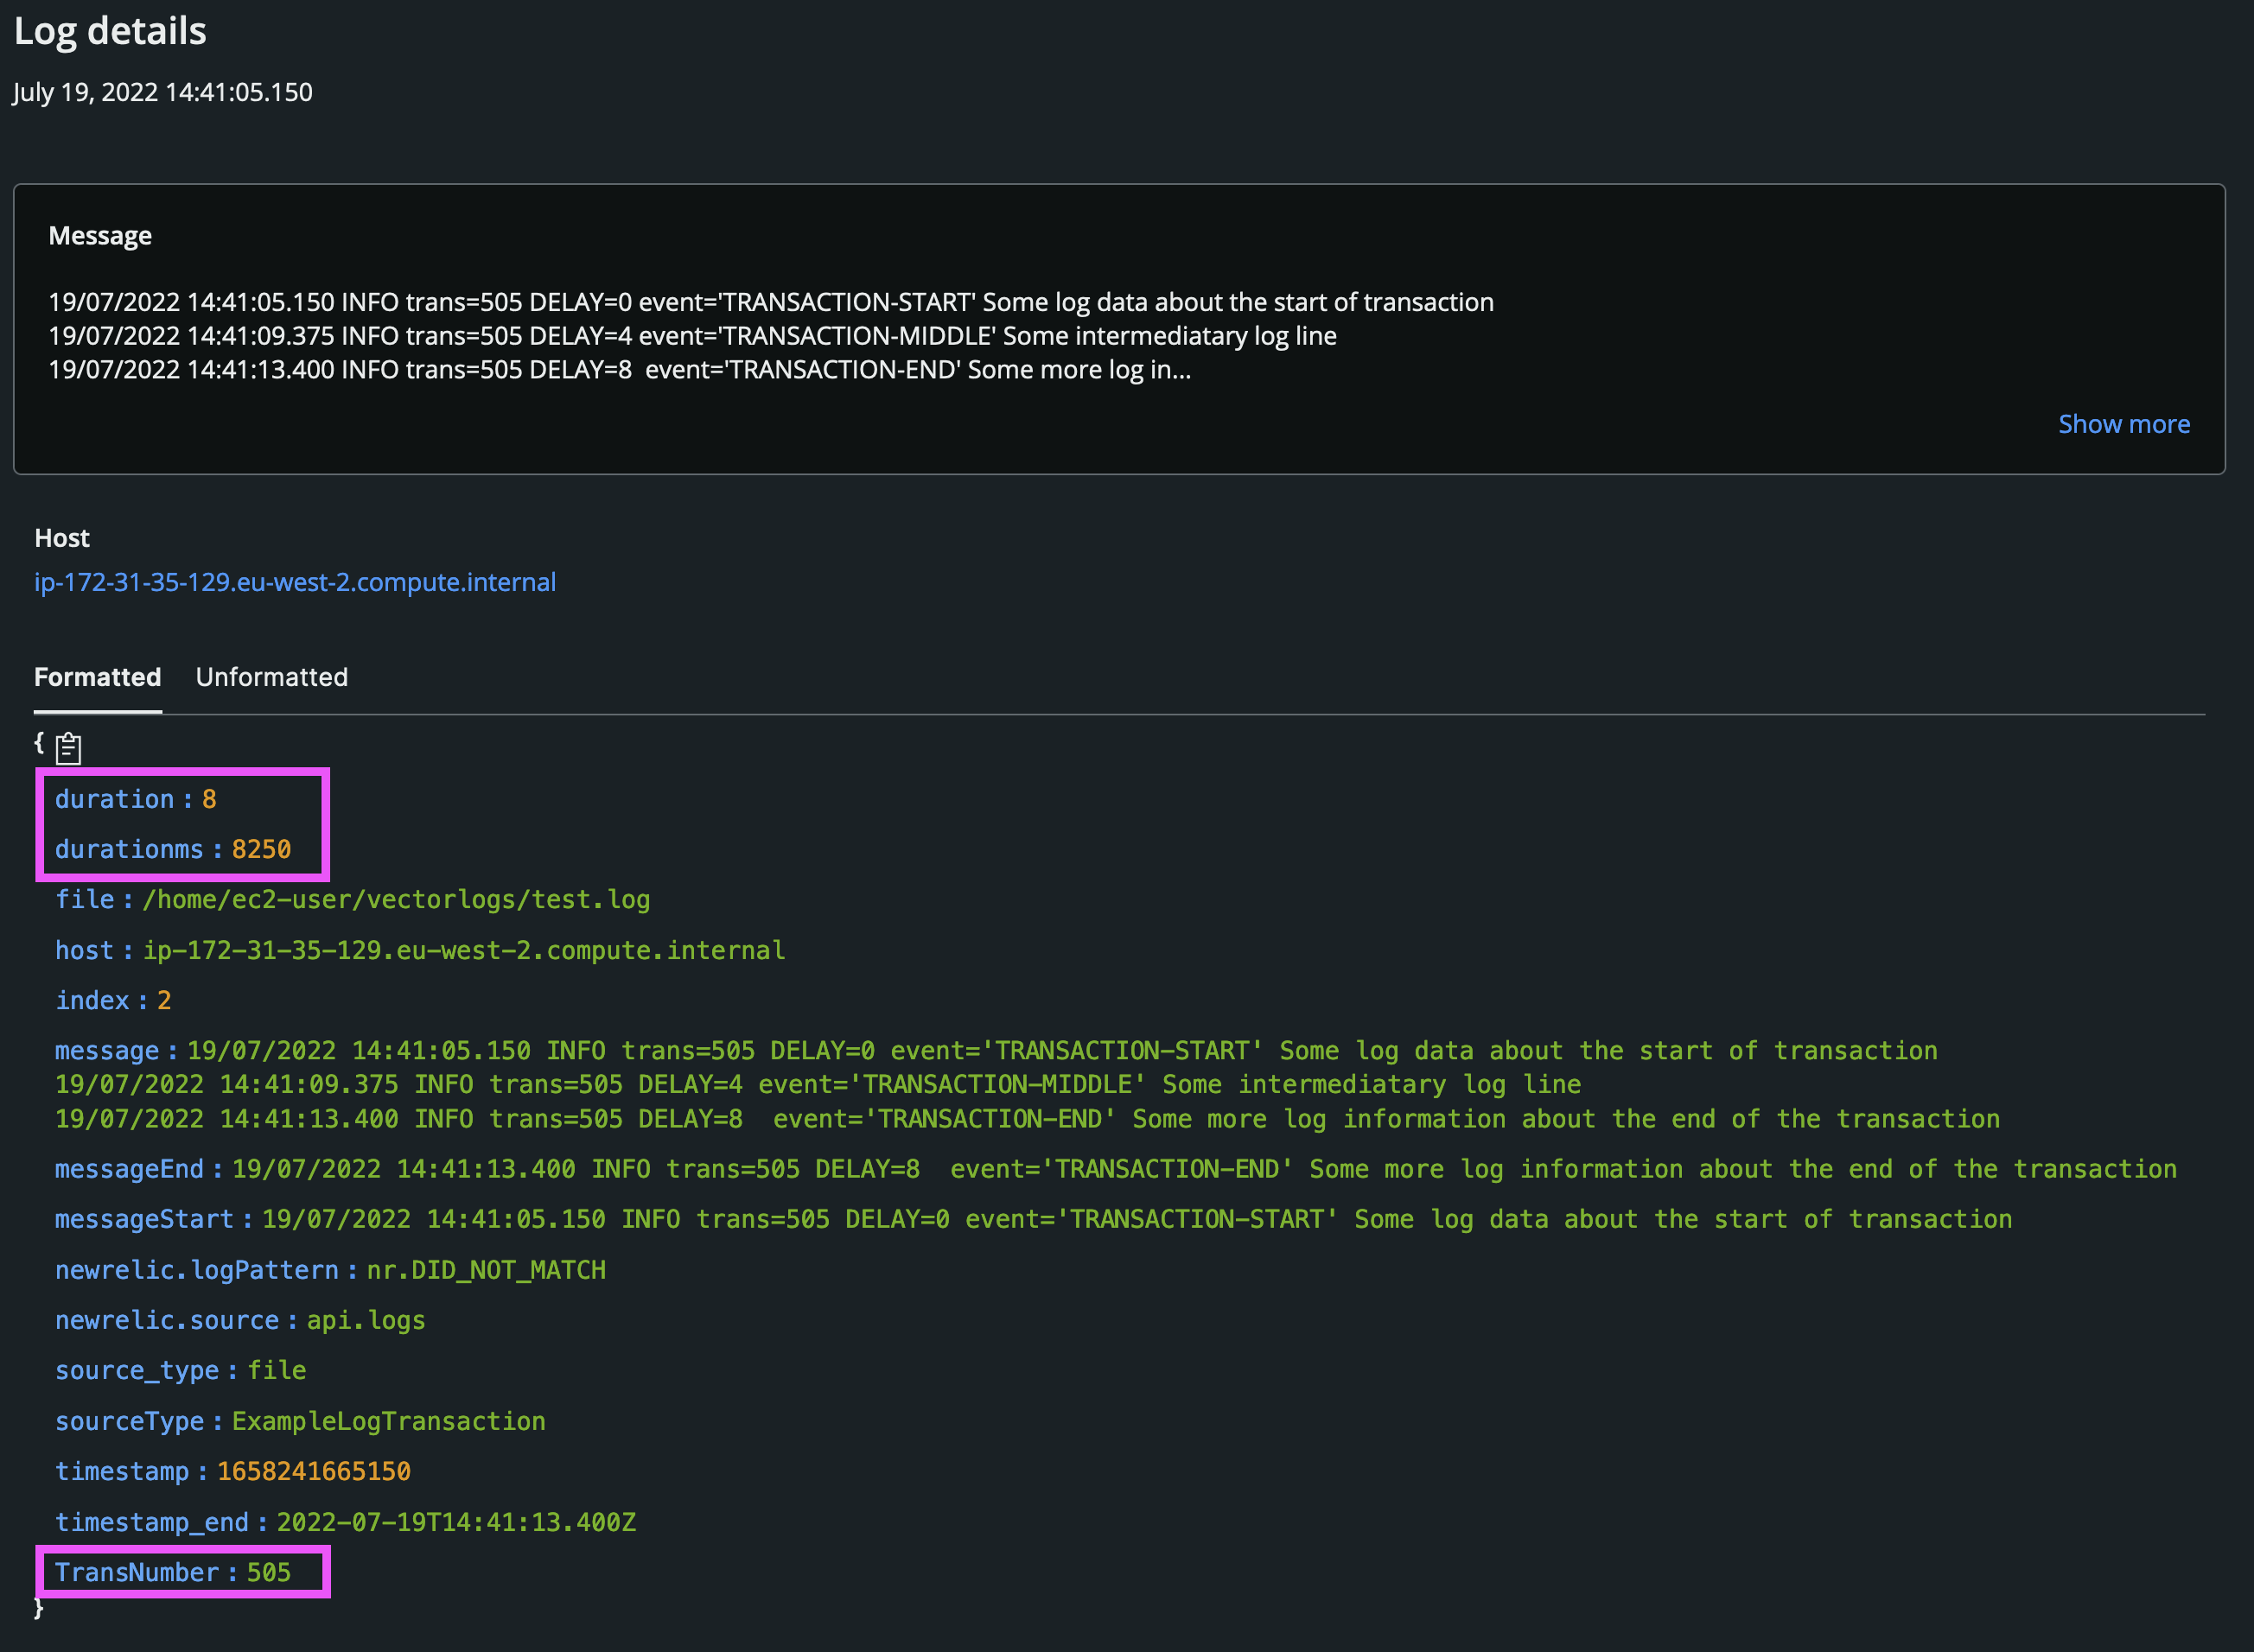 Log details
July 19, 2022 14:41:05.150
Message
19/07/2022 14:41:05.150 INFO trans=505 DELAY=0 event='TRANSACTION-START' Some log data about the start of transaction
19/07/2022 14:41:09.375 INFO trans=505 DELAY=4 event='TRANSACTION-MIDDLE' Some intermediatary log line
19/07/2022 14:41:13.400 INFO trans=505 DELAY=8  event='TRANSACTION-END' Some more log in...
Show more
Host
ip-172-31-35-129.eu-west-2.compute.internal
Formatted Unformatted
{
duration : 8
durationms : 8250
file : /home/ec2-user/vectorlogs/test.log
host : ip-172-31-35-129.eu-west-2.compute.internal
index : 2
message : 19/07/2022 14:41:05.150 INFO trans=505 DELAY=0 event='TRANSACTION-START' Some log data about the start of transaction
19/07/2022 14:41:09.375 INFO trans=505 DELAY=4 event='TRANSACTION-MIDDLE' Some intermediatary log line
19/07/2022 14:41:13.400 INFO trans=505 DELAY=8  event='TRANSACTION-END' Some more log information about the end of the transaction
messageEnd : 19/07/2022 14:41:13.400 INFO trans=505 DELAY=8  event='TRANSACTION-END' Some more log information about the end of the transaction
messageStart : 19/07/2022 14:41:05.150 INFO trans=505 DELAY=0 event='TRANSACTION-START' Some log data about the start of transaction
newrelic.logPattern : nr.DID_NOT_MATCH
newrelic.source : api.logs
source_type : file
sourceType : ExampleLogTransaction
timestamp : 1658241665150
timestamp_end : 2022-07-19T14:41:13.400Z
TransNumber : 505
}